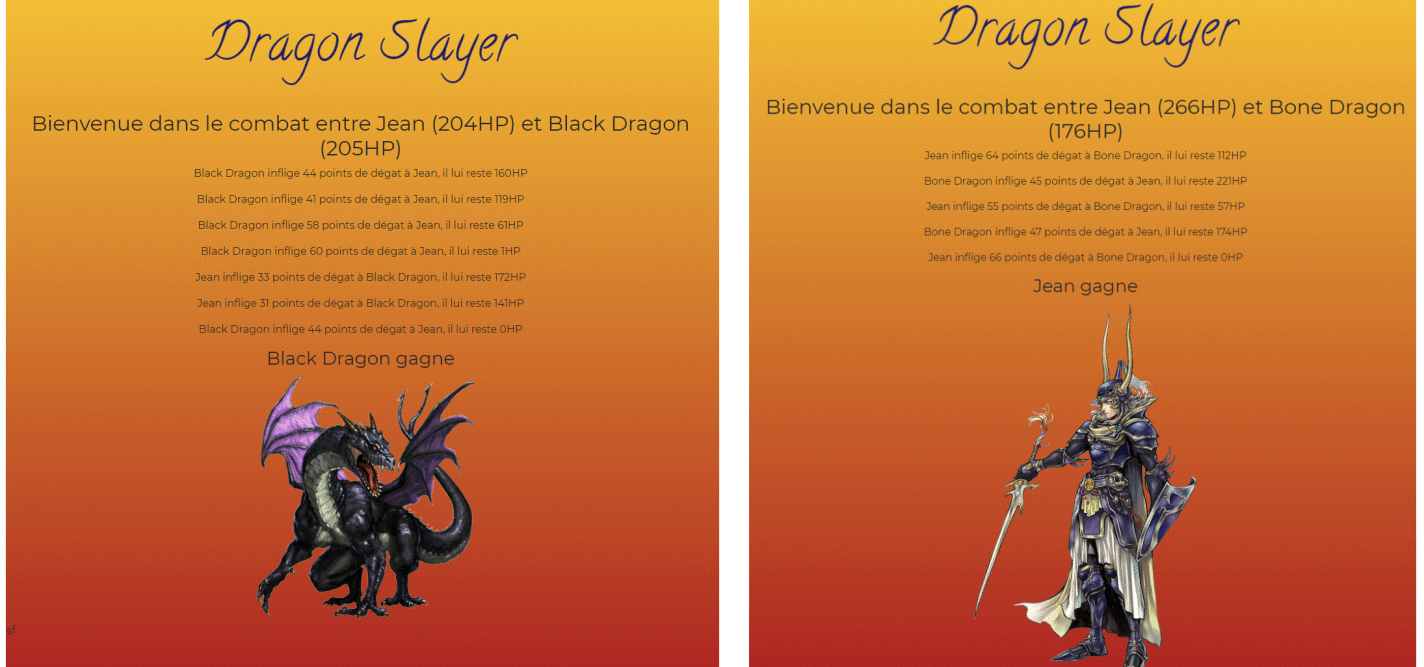 Dragon Slayer
Bienvenue dans le combat entre Jean (204HP) et Black Dragon
(205HP)
Black Dragon inflige 44 points de dégat à Jean, il lui reste 160HP
Black Dragon inflige 41 points de dégat à Jean, il lui reste 119HP
Black Dragon inflige 58 points de dégat à Jean, il lui reste 61HP
Black Dragon inflige 60 points de dégat à Jean, il lui reste 1HP
Jean inflige 33 points de dégat à Black Dragon, il lui reste 172HP
Jean inflige 31 points de dégat à Black Dragon, il lui reste 141HP
Black Dragon inflige 44 points de dégat à Jean, il lui reste 0HP
Black Dragon gagne
sf
Dragon Slayer
Bienvenue dans le combat entre Jean (266HP) et Bone Dragon
(176HP)
Jean inflige 64 points de dégat à Bone Dragon, il lui reste 112HP
Bone Dragon inflige 45 points de dégat à Jean, il lui reste 221HP
Jean inflige 55 points de dégat à Bone Dragon, il lui reste 57HP
Bone Dragon inflige 47 points de dégat à Jean, il lui reste 174HP
Jean inflige 66 points de dégat à Bone Dragon, il lui reste 0HP
Jean gagne